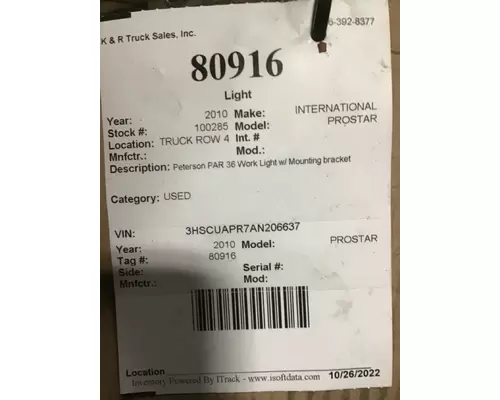 K & R Truck Sales, Inc. -392-8377
80916
Light
Year: 2010 Make: INTERNATIONAL
Stock #: 100285 Model: PROSTAR
Location: TRUCK ROW 4 Int. #
Mnfctr.: Mod.:
Description: Peterson PAR 36 Work Light w/ Mounting bracket
Category: USED
VIN: 3HSCUAPR7AN206637
Year: 2010 Model: PROSTAR
Tag #: 80916
Side: Serial #:
Mnfctr.: Mod:
Location
Inventory Powered By ITrack - www.isoftdata.com 10/26/2022